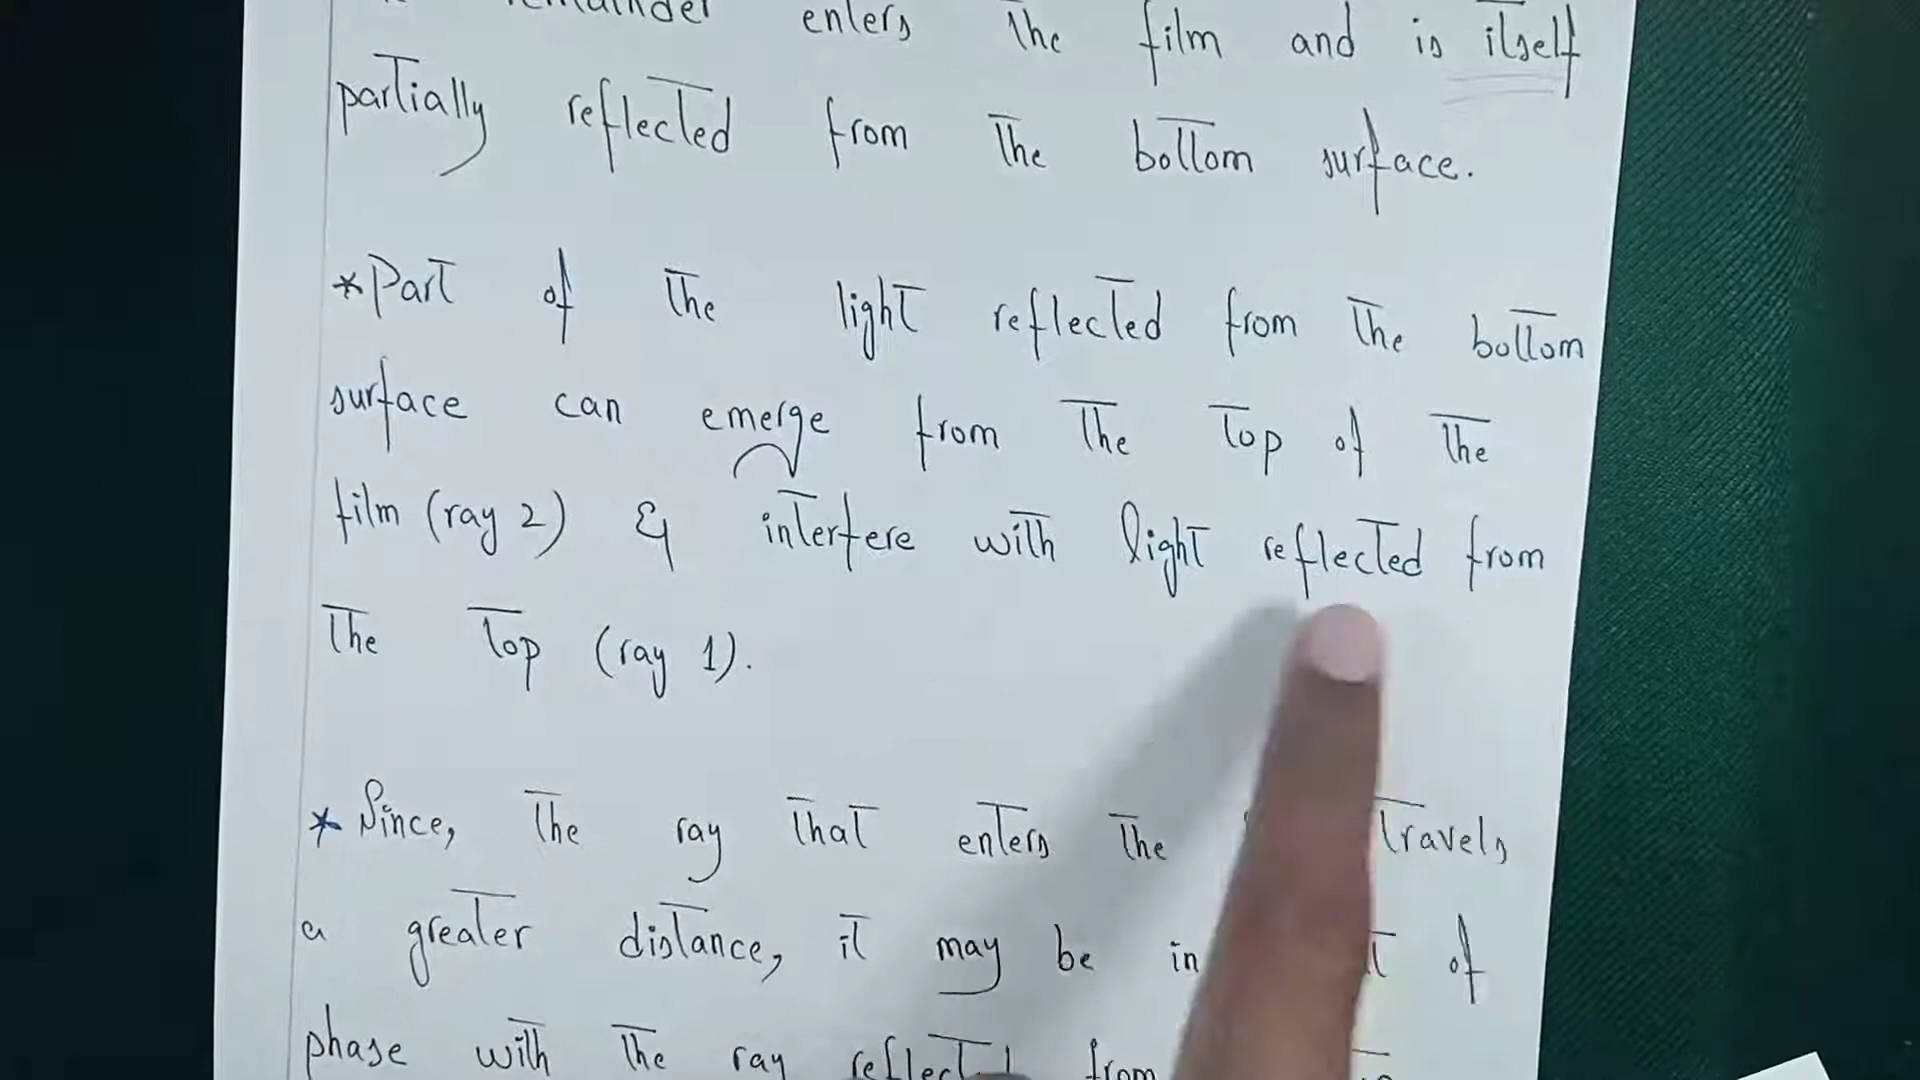 remainder enters the film and is itself
partially reflected from the bottom surface.
*Part of the light reflected from the bottom
surface can emerge from the top of the
film (ray 2) & interfere with light reflected from
the top (ray 1).
* Since, the ray that enters the travels
a greater distance, it may be in of
phase with the ray reflected from